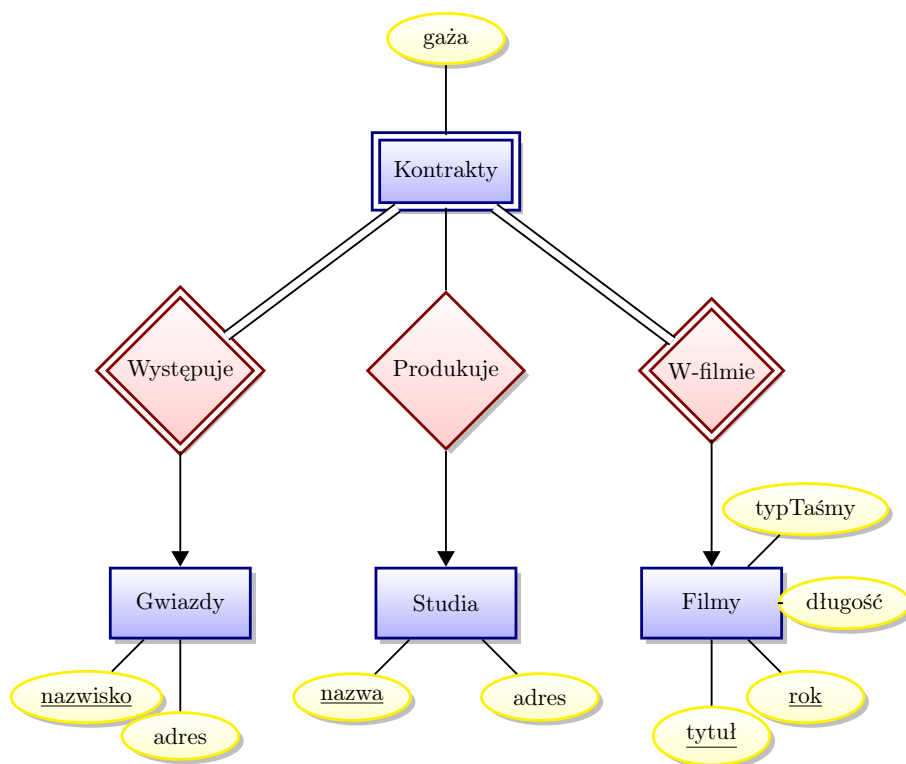 gaża
Kontrakty
Występuje
Produkuje
W-filmie
typTaśmy
Gwiazdy
Studia
Filmy
długość
nazwisko
nazwa
adres
rok
adres
tytuł